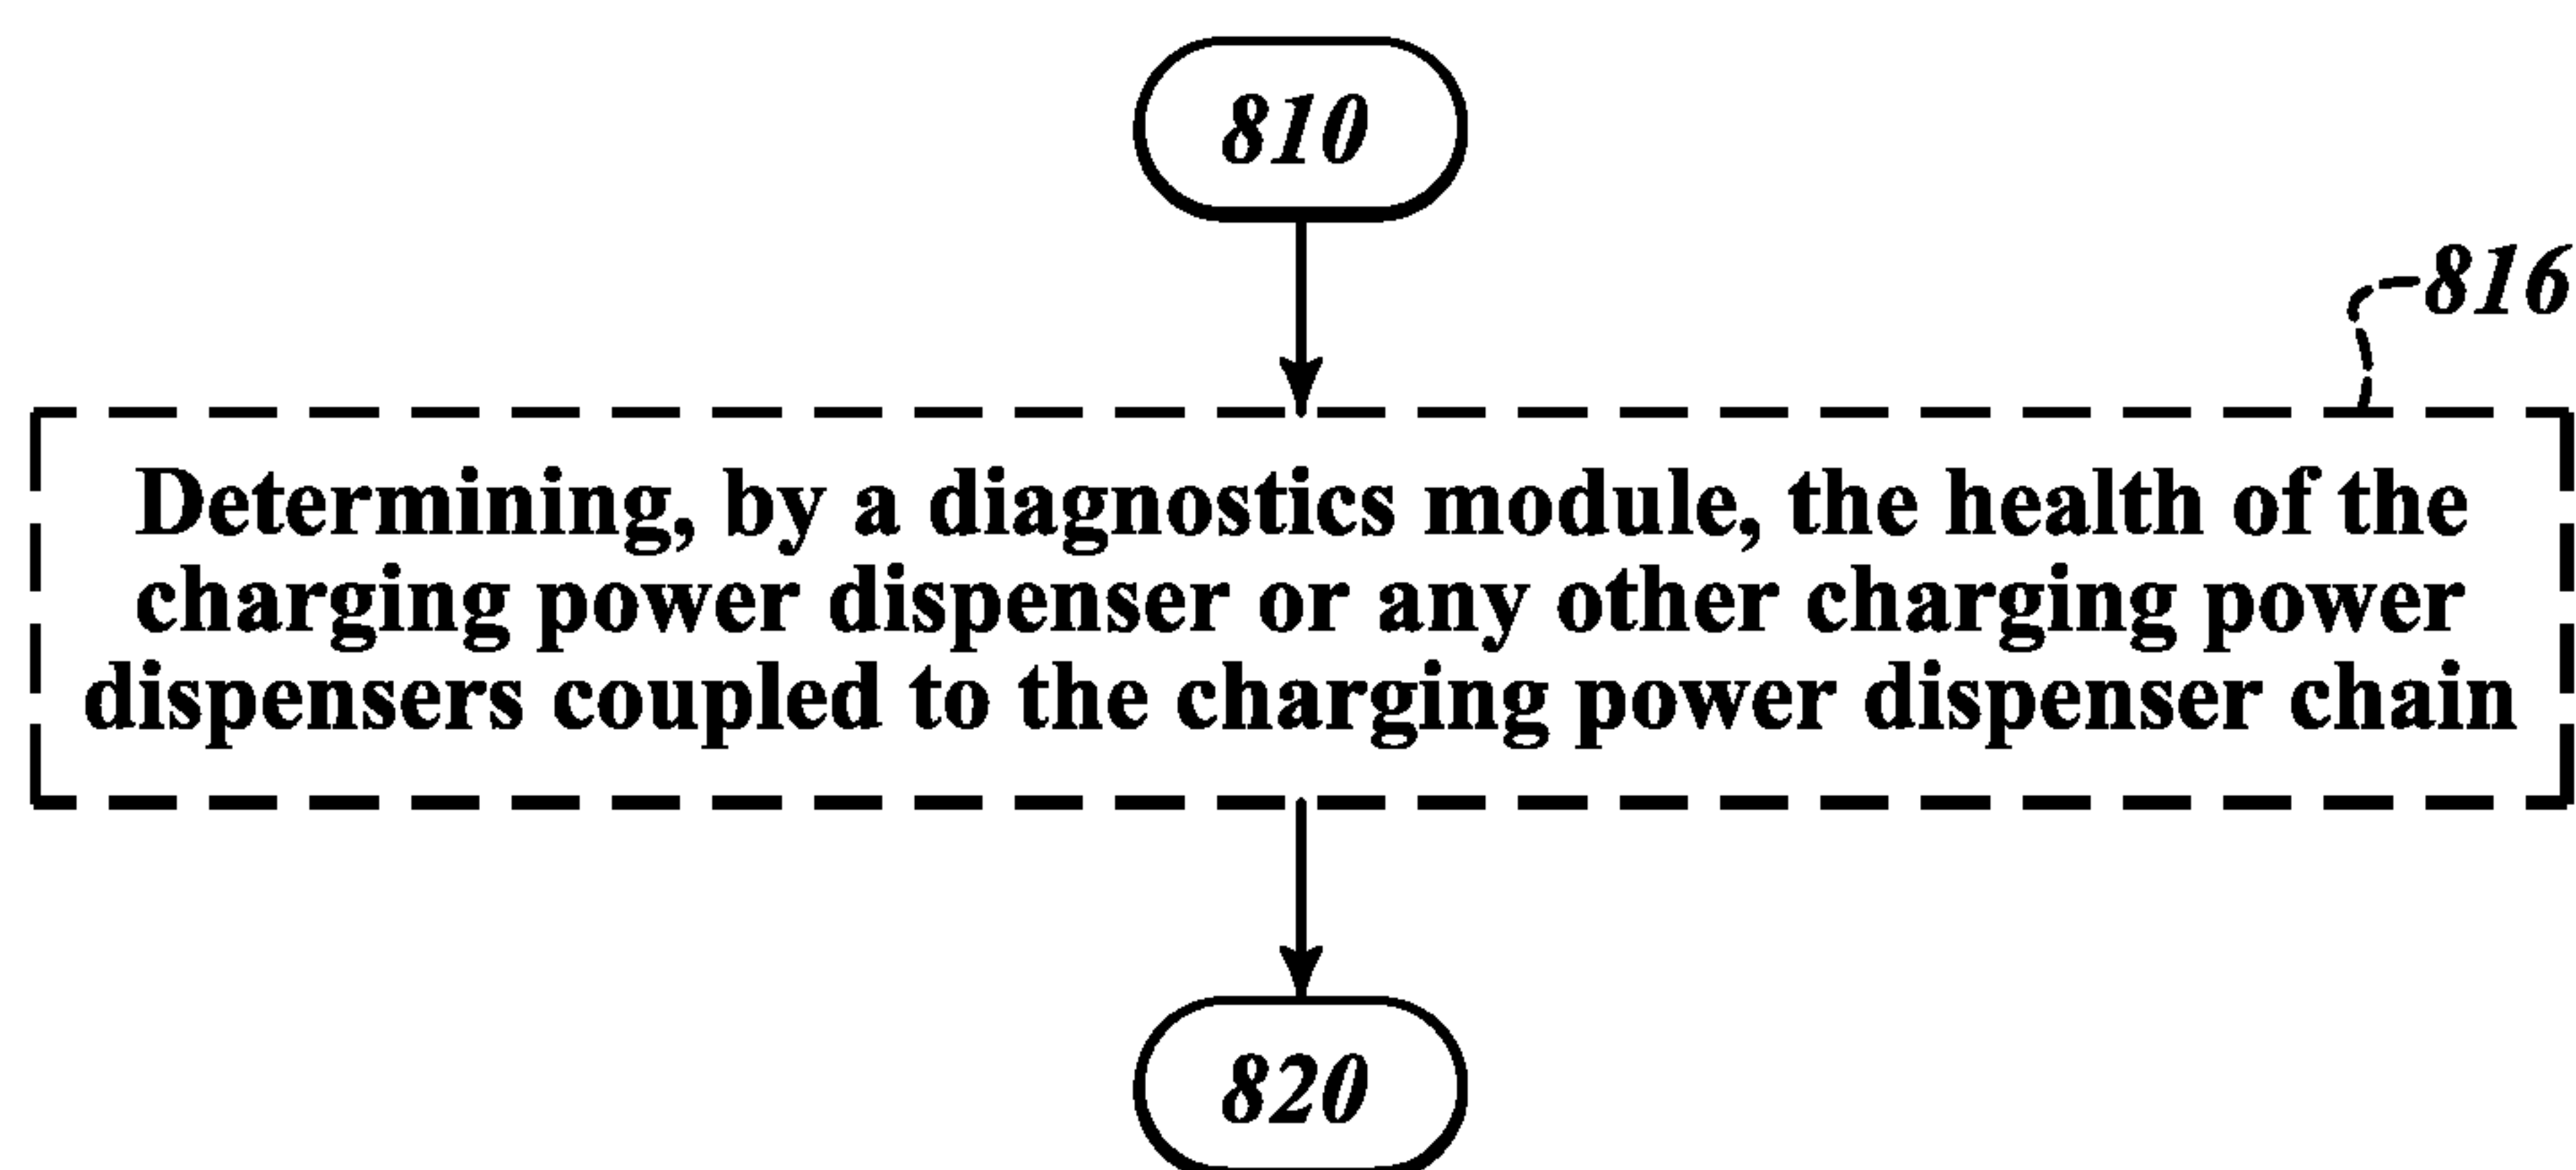 810
816
Determining, by a diagnostics module, the health of the
charging power dispenser or any other charging power
dispensers coupled to the charging power dispenser chain
820